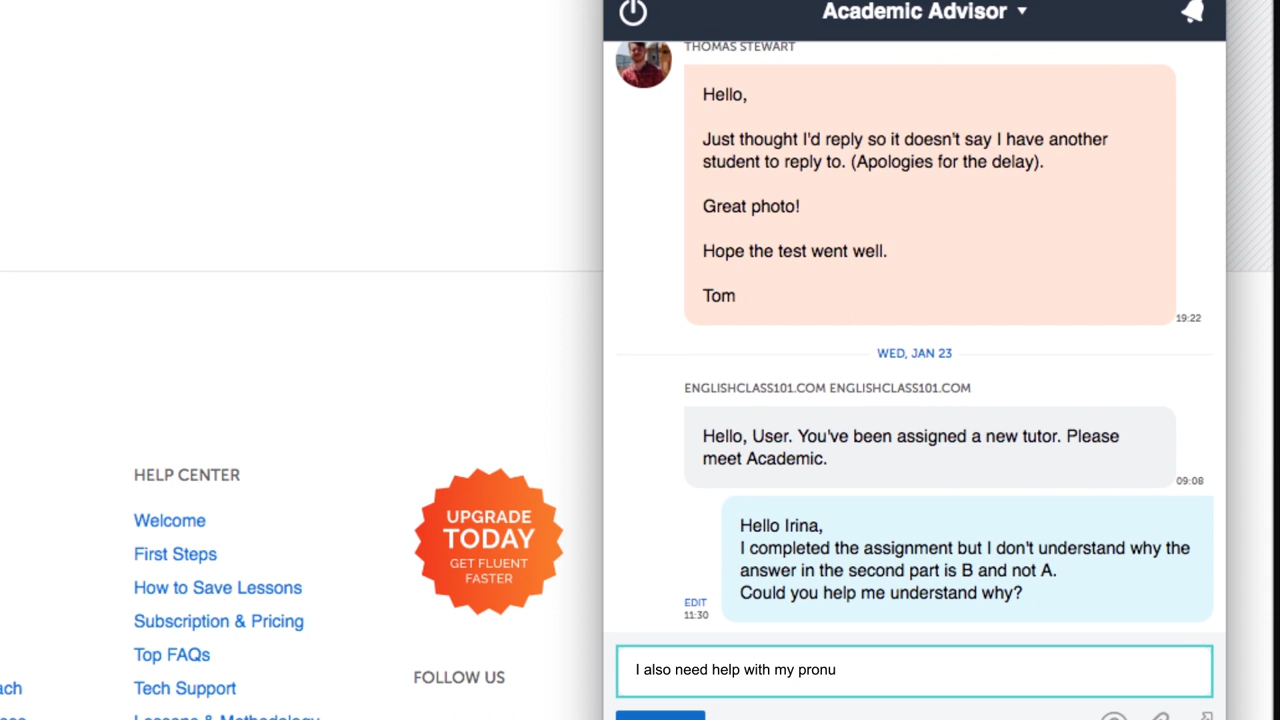 Academic Advisor
THOMAS STEWART
Hello,
Just thought I'd reply so it doesn't say I have another
student to reply to. (Apologies for the delay).
Great photo!
Hope the test went well.
Tom
19:22
WED, JAN 23
ENGLISHCLASS101.COM ENGLISHCLASS101.COM
Hello, User. You've been assigned a new tutor. Please
meet Academic.
09:08
Hello Irina,
I completed the assignment but I don't understand why the
answer in the second part is B and not A.
Could you help me understand why?
EDIT
11:30
I also need help with my pronu
HELP CENTER
Welcome
First Steps
How to Save Lessons
Subscription & Pricing
Top FAQs
Tech Support
Lessons & Methodology
UPGRADE
TODAY
GET FLUENT
FASTER
FOLLOW US